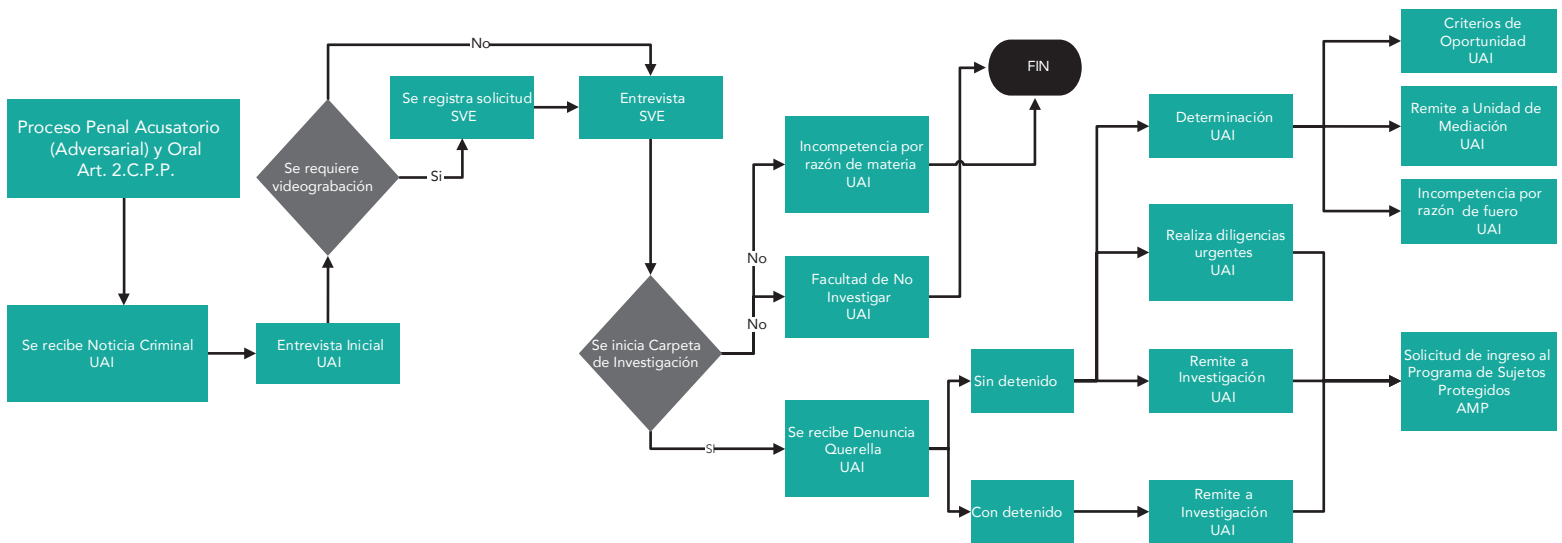 Proceso Penal Acusatorio
(Adversarial) y Oral
Art. 2.C.P.P.
Se recibe Noticia Criminal
UAI
Entrevista Inicial
UAI
Se requiere
videograbación
No
Si
Se registra solicitud
SVE
Entrevista
SVE
Se inicia Carpeta
de Investigación
No
No
SI
Incompetencia por
razón de materia
UAI
Facultad de No
Investigar
UAI
FIN
Se recibe Denuncia
Querella
UAI
Sin detenido
Con detenido
Determinación
UAI
Realiza diligencias
urgentes
UAI
Remite a
Investigación
UAI
Remite a
Investigación
UAI
Criterios de
Oportunidad
UAI
Remite a Unidad de
Mediación
UAI
Incompetencia por
razón de fuero
UAI
Solicitud de ingreso al
Programa de Sujetos
Protegidos
AMP